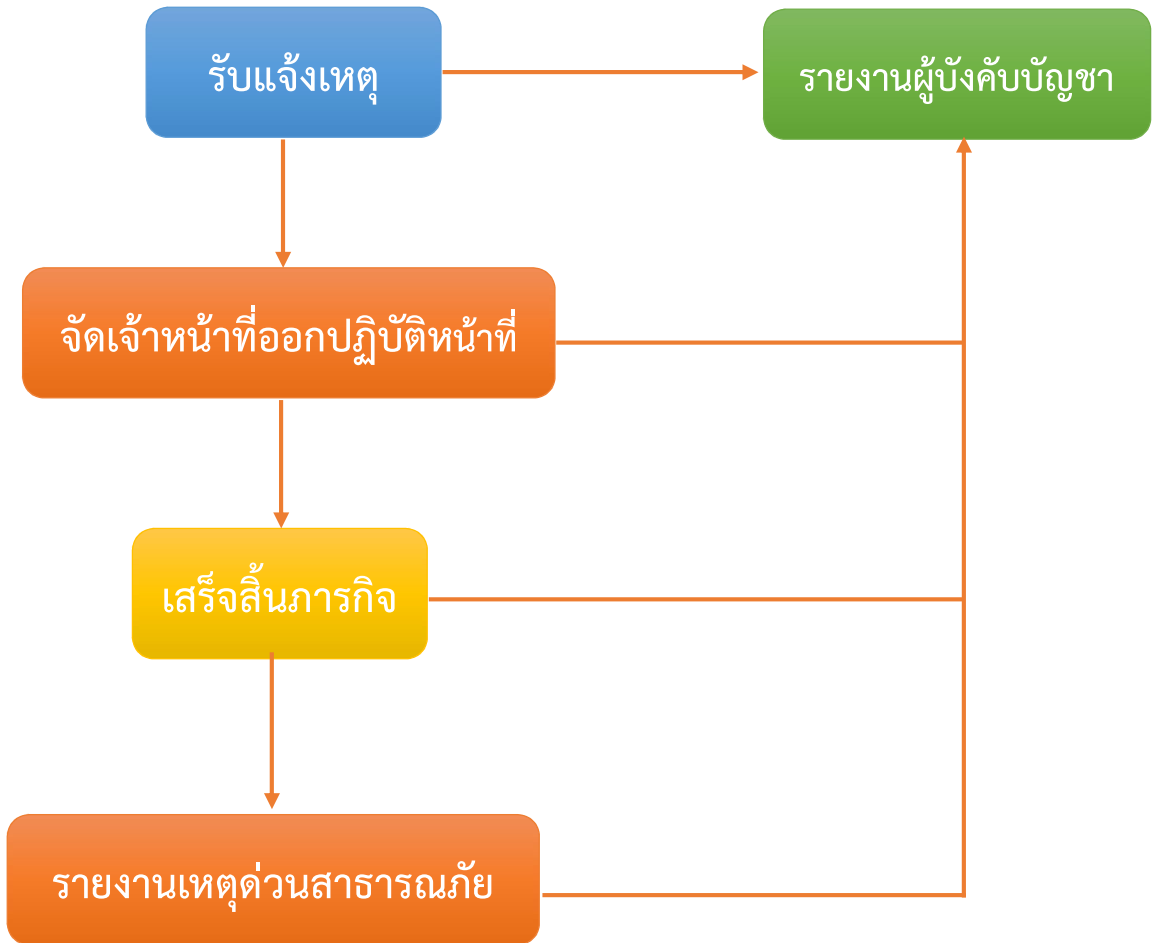 รับแจ้งเหตุ
รายงานผู้บังคับบัญชา
จัดเจ้าหน้าที่ออกปฏิบัติหน้าที่
เสร็จสิ้นภารกิจ
รายงานเหตุด่วนสาธารณภัย